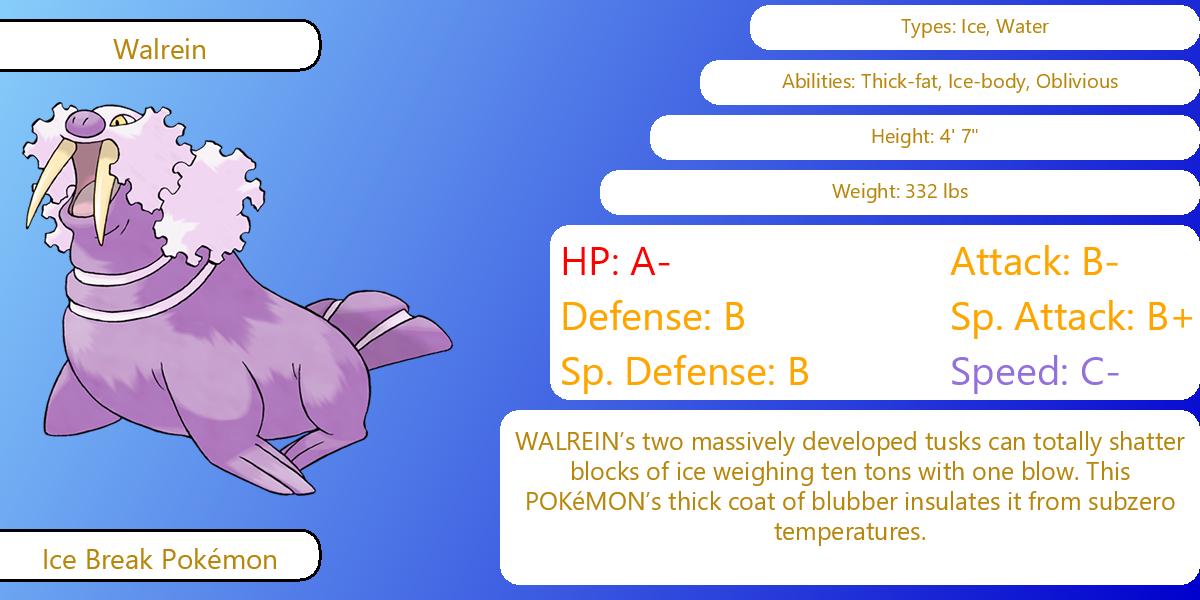 Walrein
Types: Ice, Water
Abilities: Thick-fat, Ice-body, Oblivious
Height: 4' 7"
Weight: 332 lbs
HP: A-
Attack: B-
Defense: B
Sp. Attack: B+
Sp. Defense: B
Speed: C-
WALREIN’s two massively developed tusks can totally shatter
blocks of ice weighing ten tons with one blow. This
POKéMON’s thick coat of blubber insulates it from subzero
temperatures.
Ice Break Pokémon